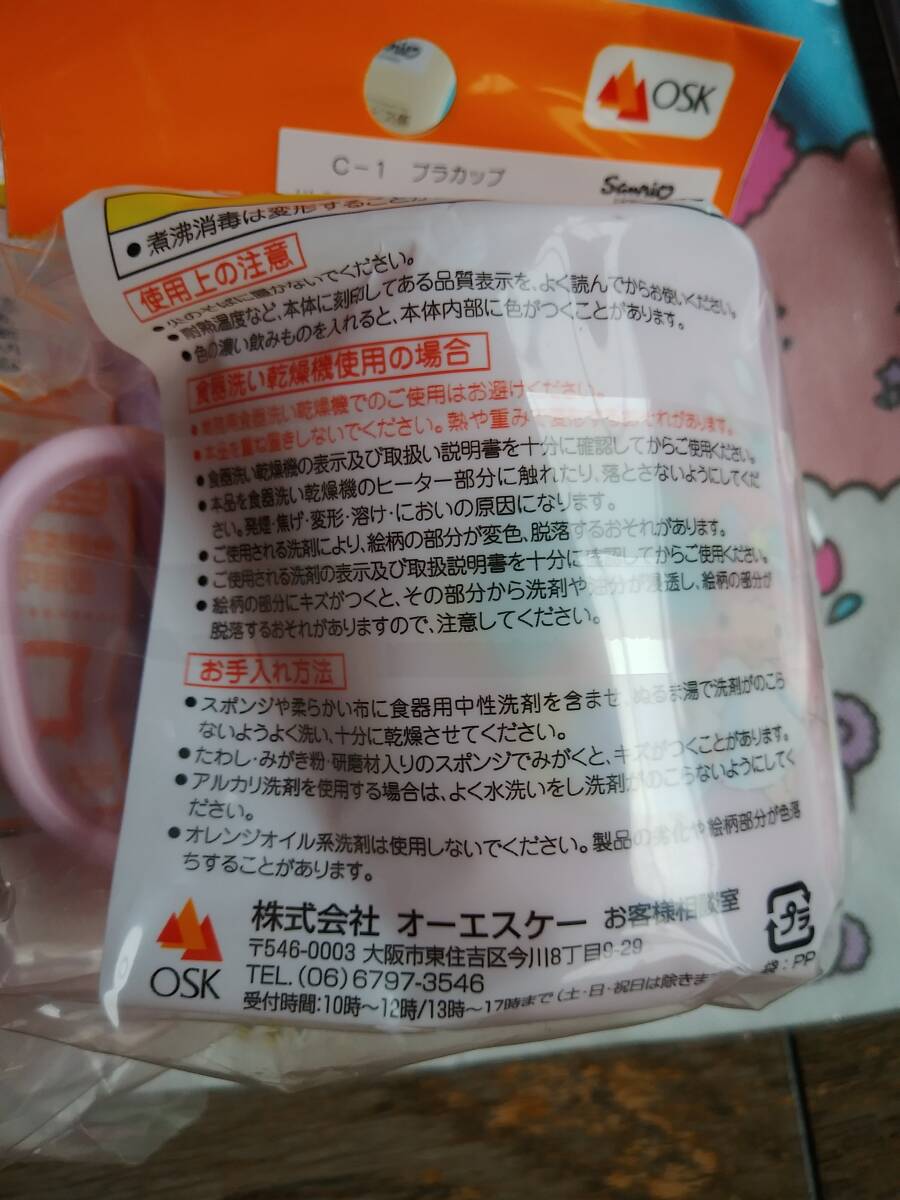 OSK
C-1 プラカップ
Sanrio
●煮沸消毒は変形することが
使用上の注意
●火のそばに置かないでください。
●耐熱温度など、本体に刻印してある品質表示を、よく読んでからお使いください。
●色の濃い飲みものを入れると、本体内部に色がつくことがあります。
食器洗い乾燥機使用の場合
●業務用食器洗い乾燥機でのご使用はお避けください。
●本品を重ね置きしないでください。熱や重みで変形するおそれがあります。
●食器洗い乾燥機の表示及び取扱い説明書を十分に確認してからご使用ください。
●本品を食器洗い乾燥機のヒーター部分に触れたり、落とさないようにしてくだ
さい。発煙・焦げ・変形・溶け・においの原因になります。
●ご使用される洗剤により、絵柄の部分が変色、脱落するおそれがあります。
●ご使用される洗剤の表示及び取扱説明書を十分に確認してからご使用ください。
●絵柄の部分にキズがつくと、その部分から洗剤や油分が浸透し、絵柄の部分が
脱落するおそれがありますので、注意してください。
お手入れ方法
●スポンジや柔らかい布に食器用中性洗剤を含ませ、ぬるま湯で洗剤がのこら
ないようよく洗い、十分に乾燥させてください。
●たわし・みがき粉・研磨材入りのスポンジでみがくと、キズがつくことがあります。
●アルカリ洗剤を使用する場合は、よく水洗いをし洗剤がのこらないようにしてく
ださい。
●オレンジオイル系洗剤は使用しないでください。製品の劣化や絵柄部分が色落
ちすることがあります。
OSK
株式会社 オーエスケー お客様相談室
〒546-0003 大阪市東住吉区今川8丁目9-29
TEL.(06)6797-3546
受付時間:10時〜12時/13時〜17時まで(土・日・祝日は除きま
プラ
袋:PP